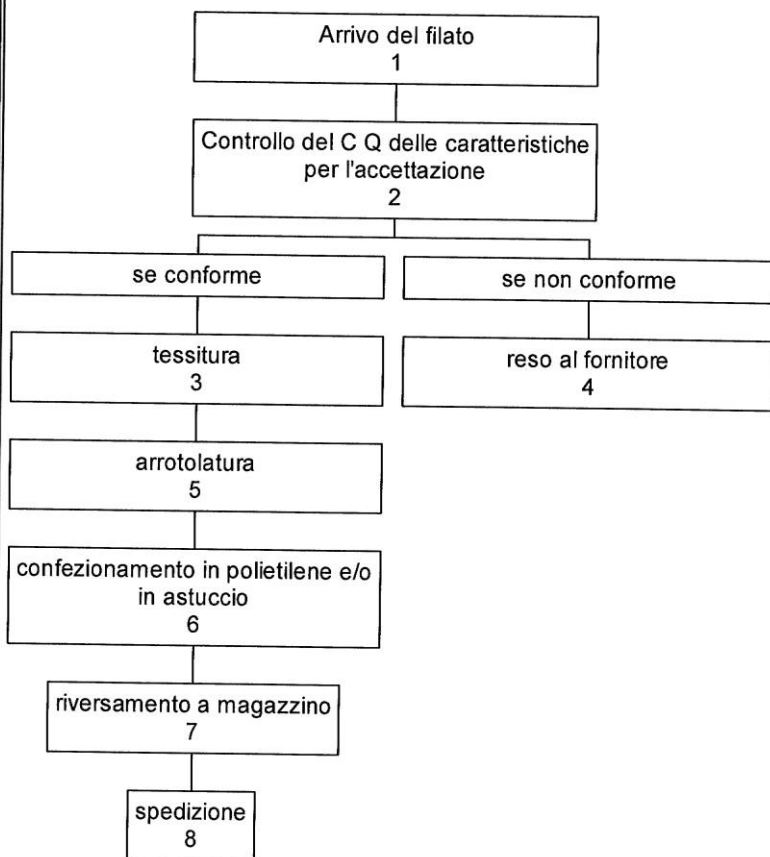 Arrivo del filato
1
Controllo del C Q delle caratteristiche
per l'accettazione
2
se conforme
se non conforme
tessitura
3
reso al fornitore
4
arrotolatura
5
confezionamento in polietilene e/o
in astuccio
6
riversamento a magazzino
7
spedizione
8